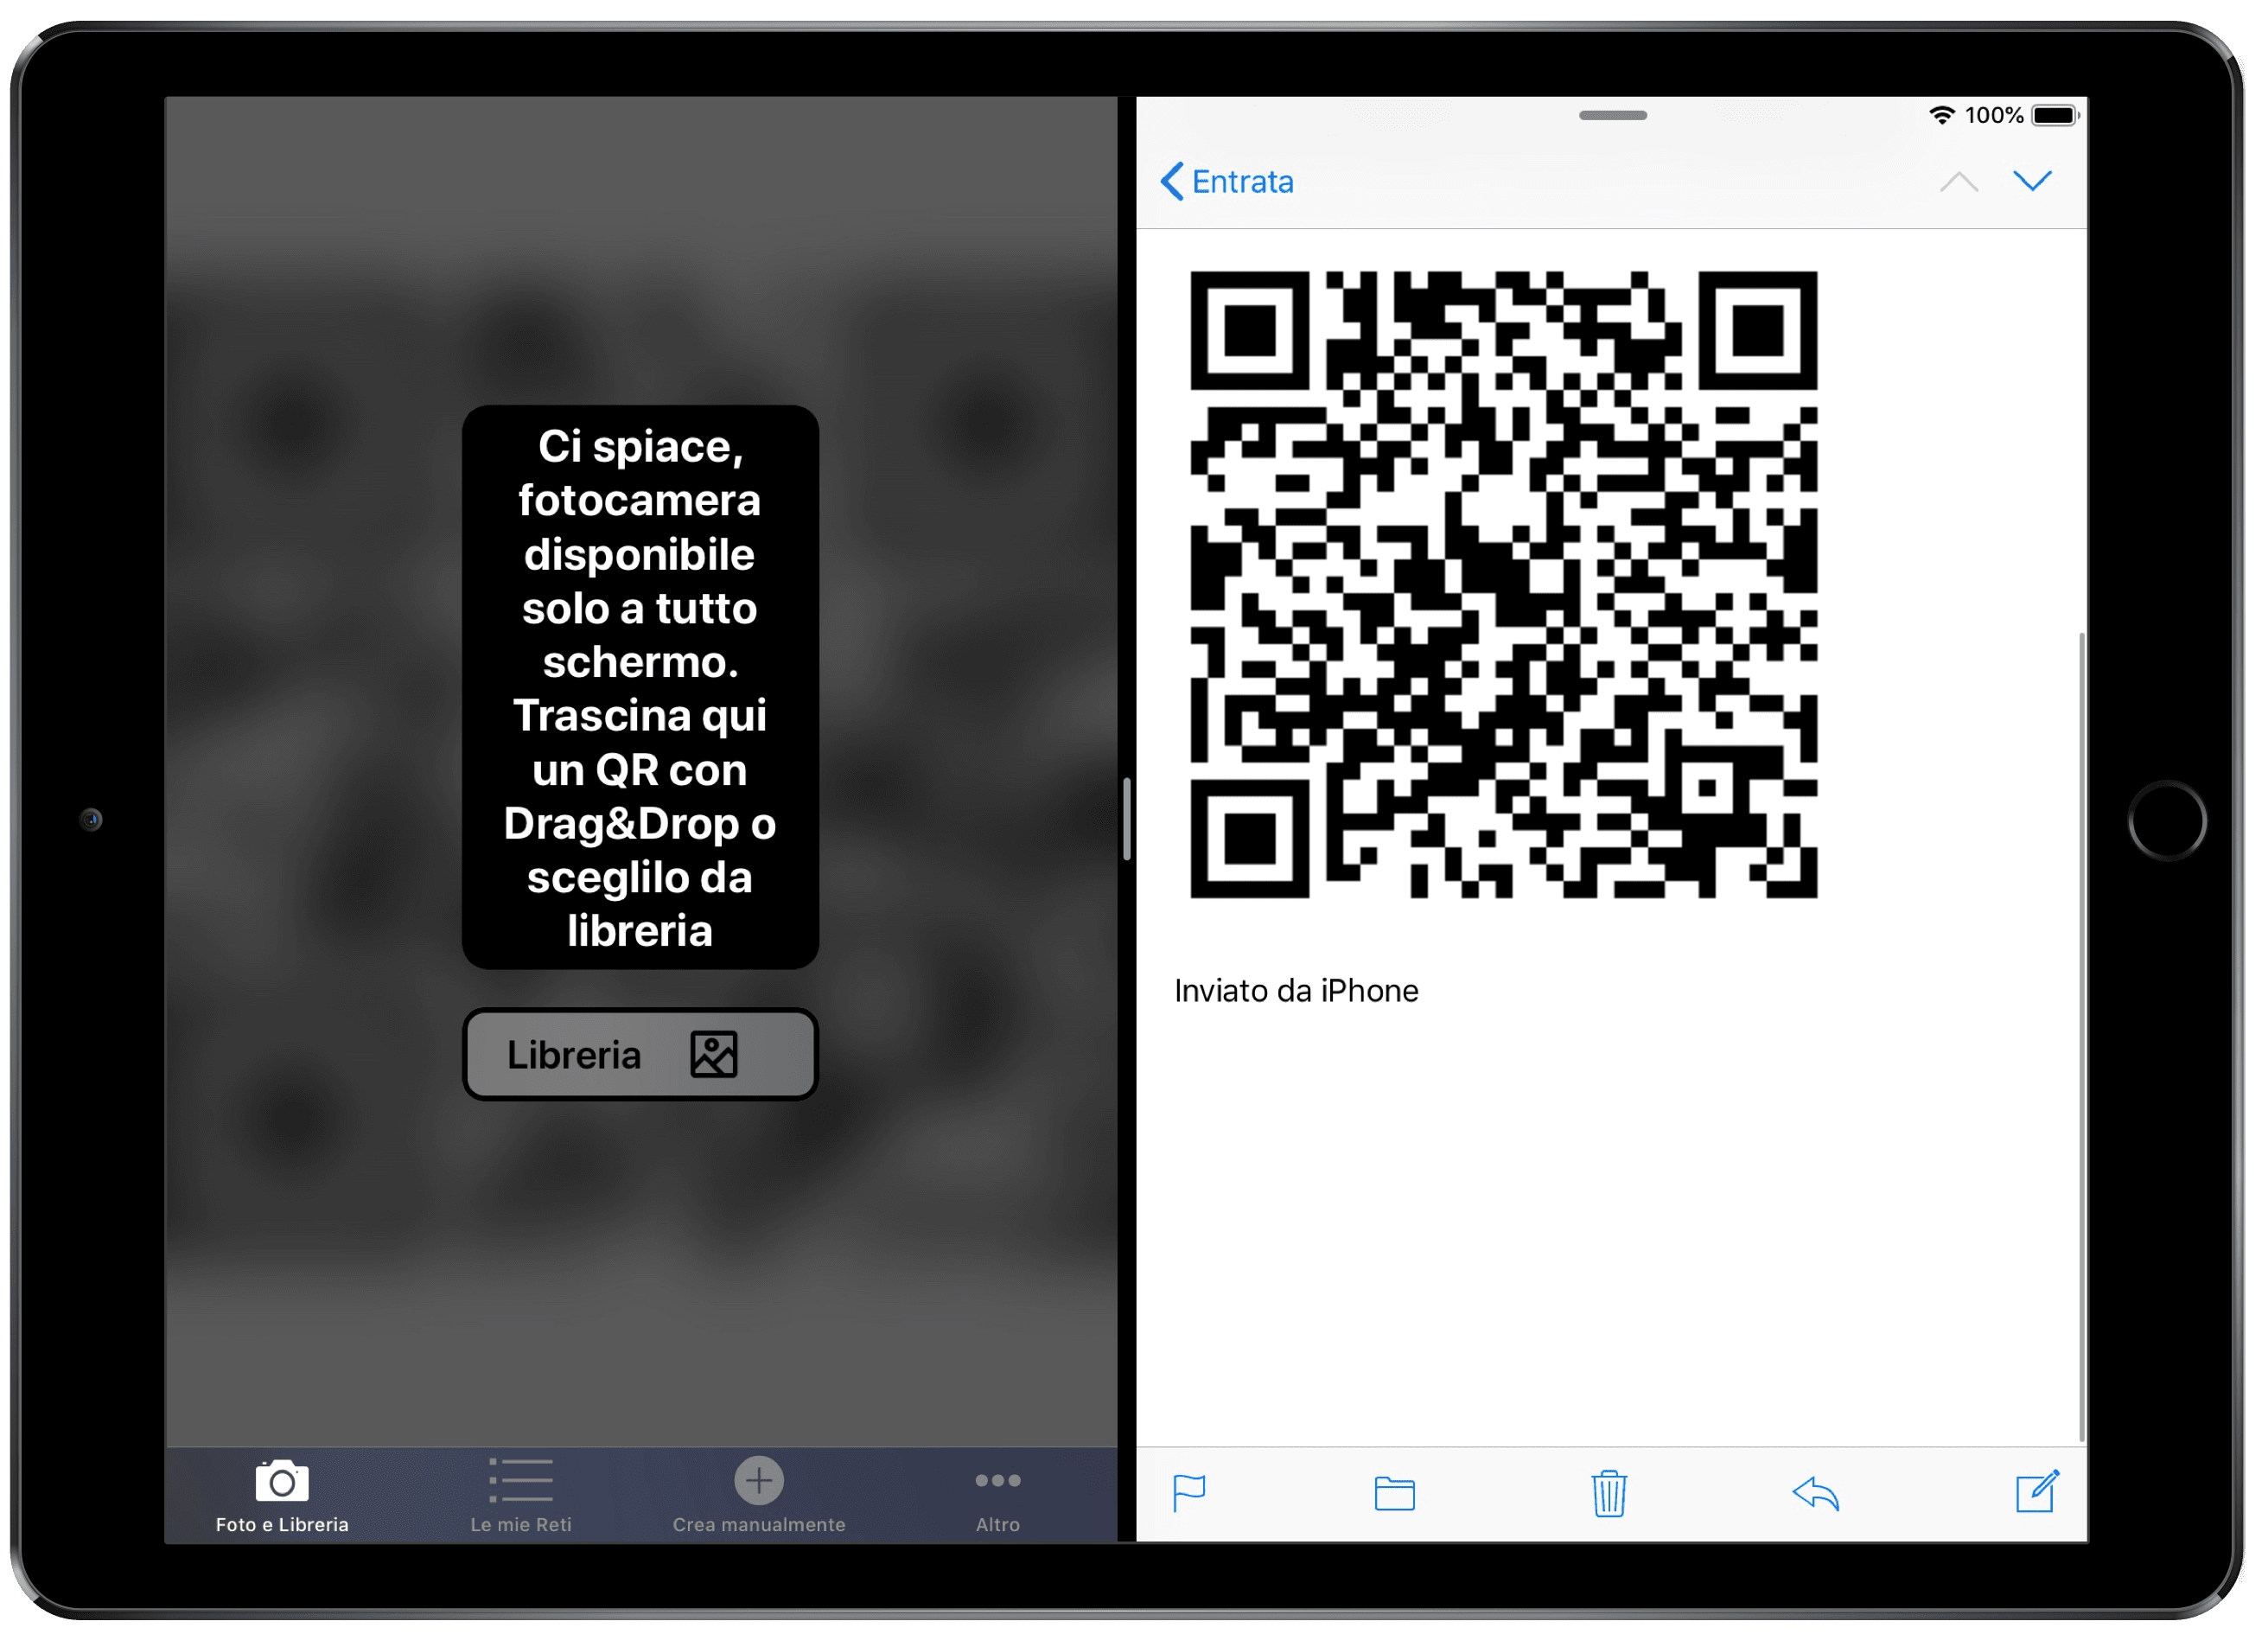 Ci spiace,
fotocamera
disponibile
solo a tutto
schermo.
Trascina qui
un QR con
Drag&Drop o
sceglilo da
libreria
Libreria
Foto e Libreria
Le mie Reti
Crea manualmente
Altro
100%
Entrata
Inviato da iPhone